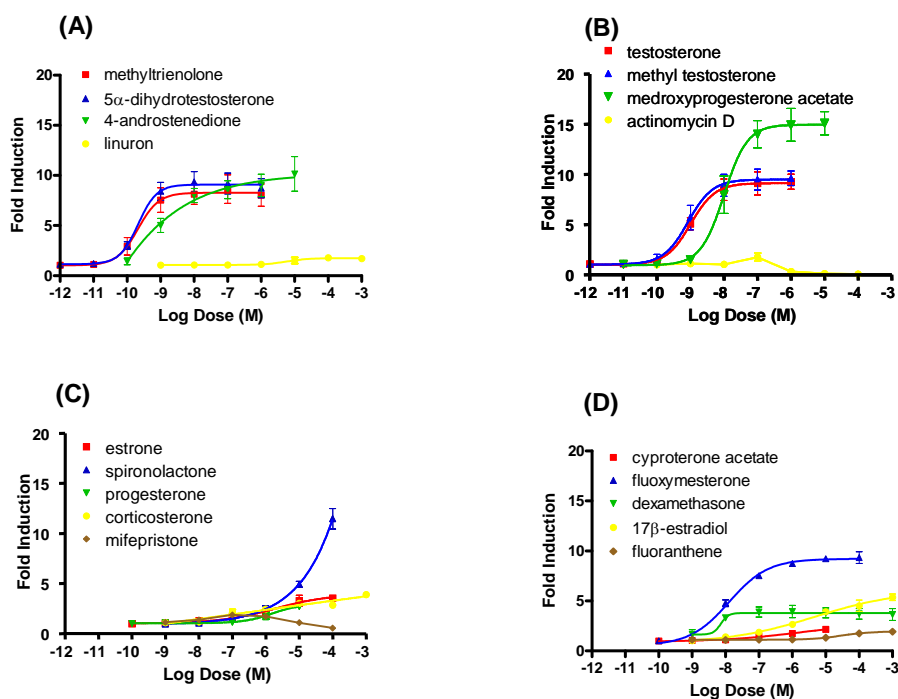 (A)
methyltrienolone
5α-dihydrotestosterone
4-androstenedione
linuron
Fold Induction
20
15
10
5
0
-12 -11 -10 -9 -8 -7 -6 -5 -4 -3
Log Dose (M)
(B)
testosterone
methyl testosterone
medroxyprogesterone acetate
actinomycin D
Fold Induction
20
15
10
5
0
-12 -11 -10 -9 -8 -7 -6 -5 -4 -3
Log Dose (M)
(C)
estrone
spironolactone
progesterone
corticosterone
mifepristone
Fold Induction
20
15
10
5
0
-12 -11 -10 -9 -8 -7 -6 -5 -4 -3
Log Dose (M)
(D)
cyproterone acetate
fluoxymesterone
dexamethasone
17β-estradiol
fluoranthene
Fold Induction
20
15
10
5
0
-12 -11 -10 -9 -8 -7 -6 -5 -4 -3
Log Dose (M)